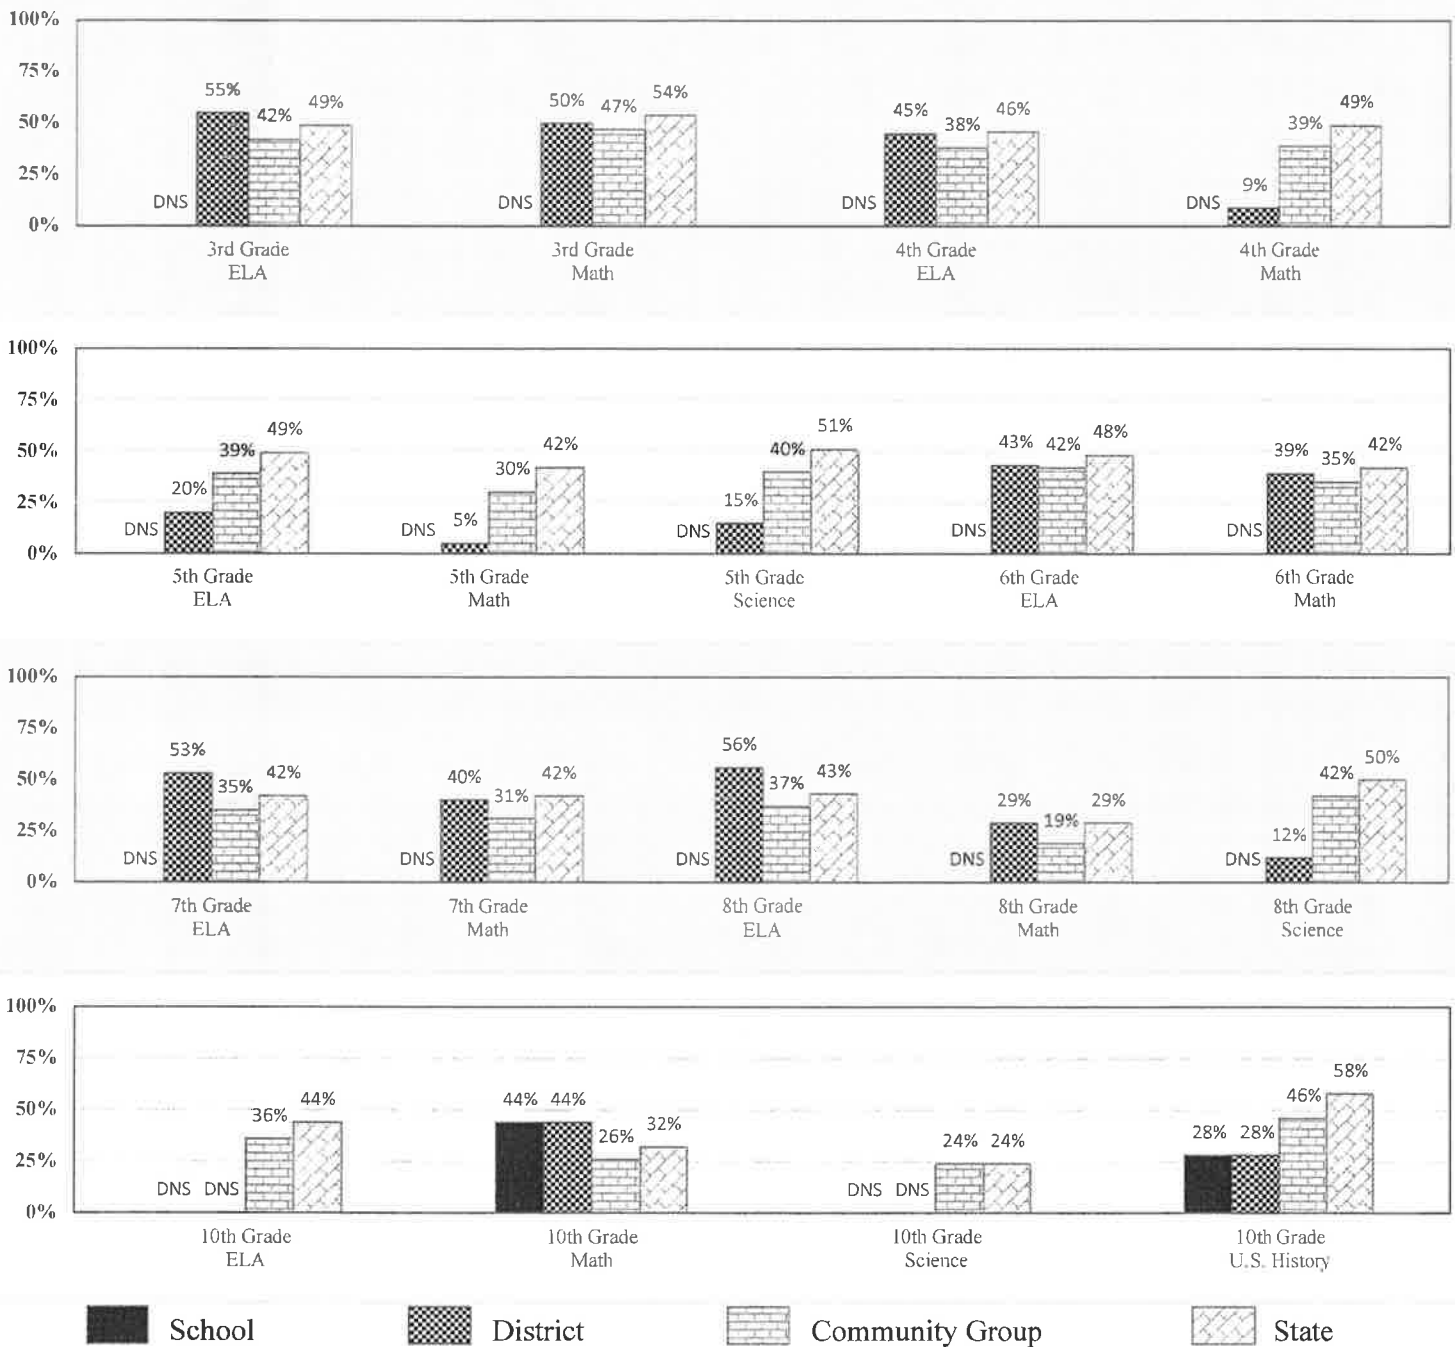 100%
75%
50%
25%
0%
DNS 55% 42% 49%
DNS 50% 47% 54%
DNS 45% 38% 46%
DNS 9% 39% 49%
3rd Grade
ELA
3rd Grade
Math
4th Grade
ELA
4th Grade
Math
100%
75%
50%
25%
0%
DNS 20% 39% 49%
DNS 5% 30% 42%
DNS 15% 40% 51%
DNS 43% 42% 48%
DNS 39% 35% 42%
5th Grade
ELA
5th Grade
Math
5th Grade
Science
6th Grade
ELA
6th Grade
Math
100%
75%
50%
25%
0%
DNS 53% 35% 42%
DNS 40% 31% 42%
DNS 56% 37% 43%
DNS 29% 19% 29%
DNS 12% 42% 50%
7th Grade
ELA
7th Grade
Math
8th Grade
ELA
8th Grade
Math
8th Grade
Science
100%
75%
50%
25%
0%
DNS DNS 36% 44%
44% 44% 26% 32%
DNS DNS 24% 24%
28% 28% 46% 58%
10th Grade
ELA
10th Grade
Math
10th Grade
Science
10th Grade
U.S. History
School District Community Group State